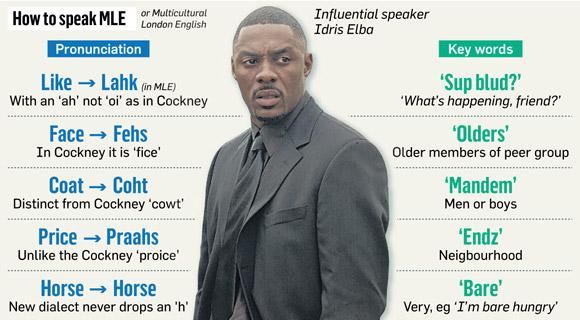 How to speak MLE
or Multicultural
London English
Influential speaker
Idris Elba
Pronunciation
Like → Lahk (in MLE)
With an 'ah' not 'oi' as in Cockney
Face → Fehs
In Cockney it is 'fice'
Coat → Coht
Distinct from Cockney 'cowt'
Price → Praahs
Unlike the Cockney 'proice'
Horse → Horse
New dialect never drops an 'h'
Key words
'Sup blud?'
'What's happening, friend?'
'Olders'
Older members of peer group
'Mandem'
Men or boys
'Endz'
Neigbourhood
'Bare'
Very, eg 'I'm bare hungry'